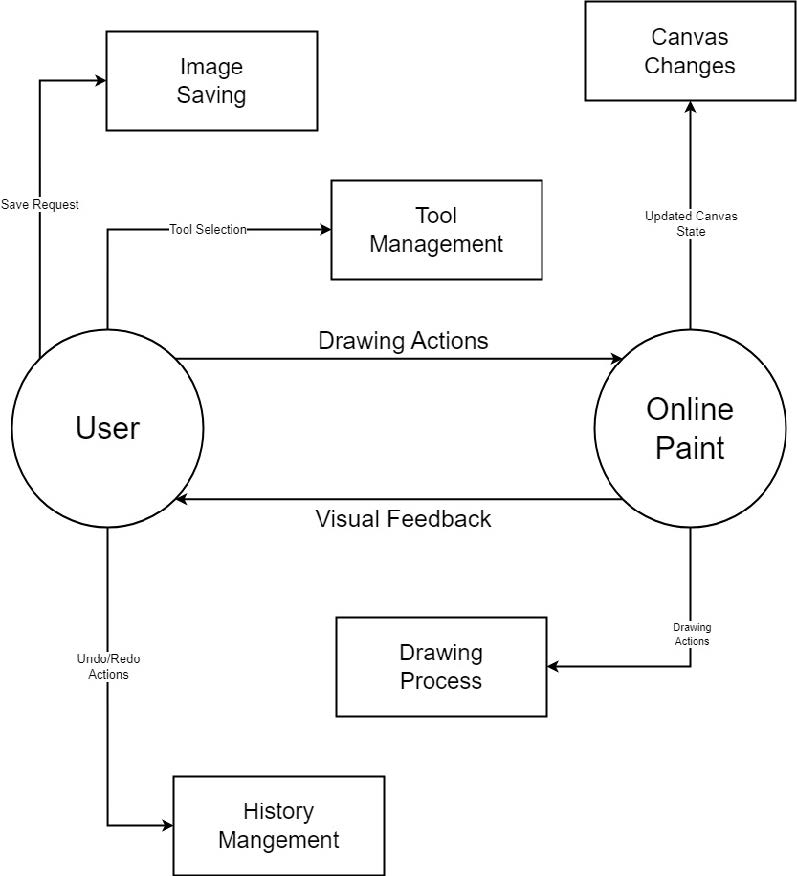 Image
Saving
Canvas
Changes
Save Request
Tool Selection
Tool
Management
Updated Canvas
State
Drawing Actions
User
Online
Paint
Visual Feedback
Drawing
Actions
Drawing
Process
Undo/Redo
Actions
History
Mangement